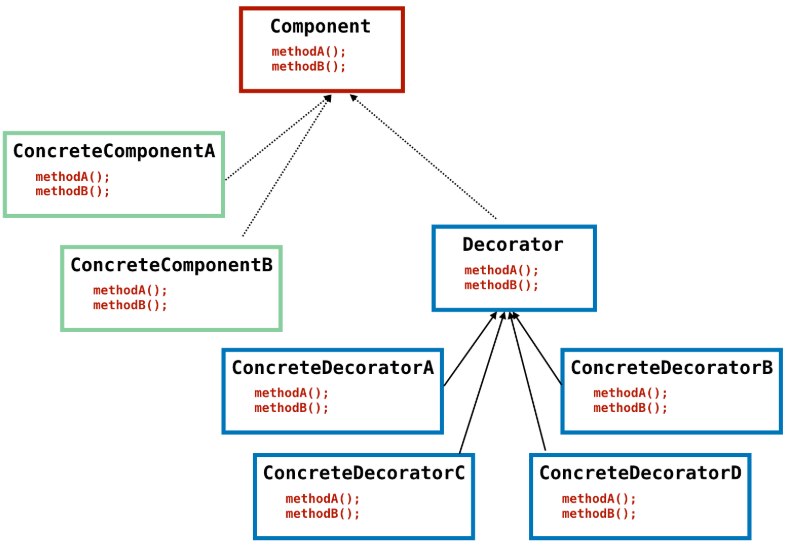 Component
methodA();
methodB();
ConcreteComponentA
methodA();
methodB();
ConcreteComponentB
methodA();
methodB();
Decorator
methodA();
methodB();
ConcreteDecoratorA
methodA();
methodB();
ConcreteDecoratorB
methodA();
methodB();
ConcreteDecoratorC
methodA();
methodB();
ConcreteDecoratorD
methodA();
methodB();